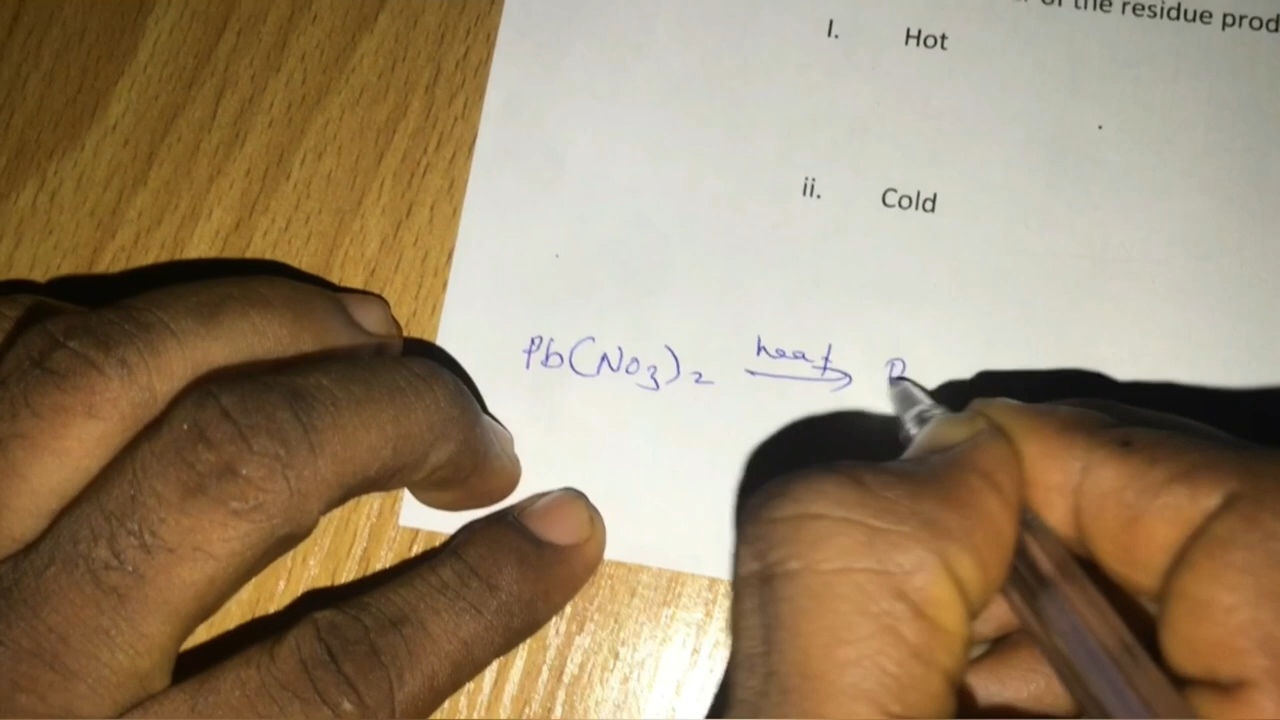 of the residue prod
I. Hot
ii. Cold
Pb(NO3)2 heat → P